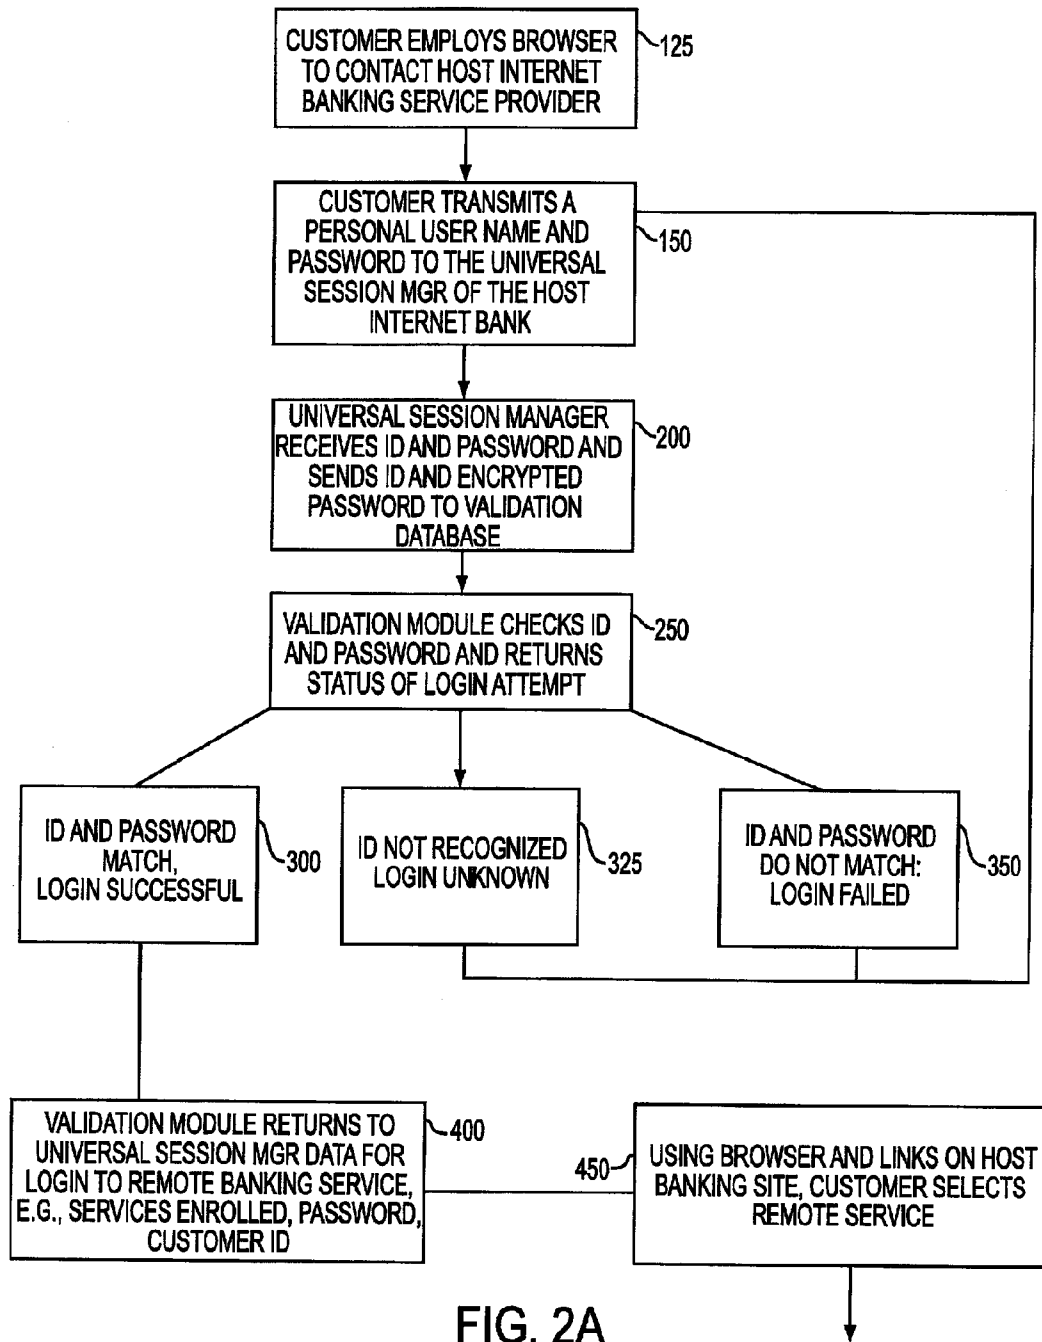 CUSTOMER EMPLOYS BROWSER
TO CONTACT HOST INTERNET
BANKING SERVICE PROVIDER
125
CUSTOMER TRANSMITS A
PERSONAL USER NAME AND
PASSWORD TO THE UNIVERSAL
SESSION MGR OF THE HOST
INTERNET BANK
150
UNIVERSAL SESSION MANAGER
RECEIVES ID AND PASSWORD AND
SENDS ID AND ENCRYPTED
PASSWORD TO VALIDATION
DATABASE
200
VALIDATION MODULE CHECKS ID
AND PASSWORD AND RETURNS
STATUS OF LOGIN ATTEMPT
250
ID AND PASSWORD
MATCH,
LOGIN SUCCESSFUL
300
ID NOT RECOGNIZED
LOGIN UNKNOWN
325
ID AND PASSWORD
DO NOT MATCH:
LOGIN FAILED
350
VALIDATION MODULE RETURNS TO
UNIVERSAL SESSION MGR DATA FOR
LOGIN TO REMOTE BANKING SERVICE,
E.G., SERVICES ENROLLED, PASSWORD,
CUSTOMER ID
400
450
USING BROWSER AND LINKS ON HOST
BANKING SITE, CUSTOMER SELECTS
REMOTE SERVICE
FIG. 2A